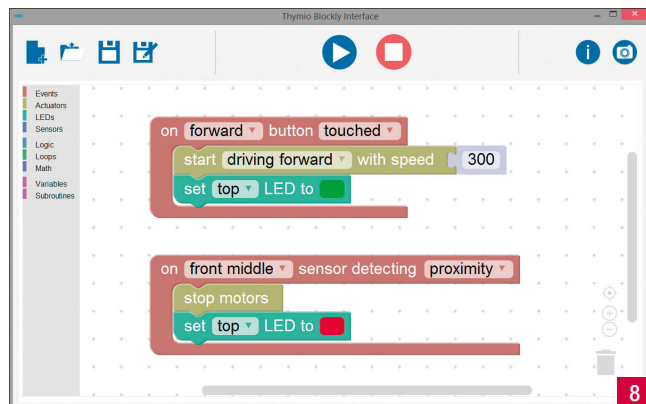 Thymio Blockly Interface
Events
Actuators
LEDs
Sensors
Logic
Loops
Math
Variables
Subroutines
on forward button touched
start driving forward with speed 300
set top LED to
on front middle sensor detecting proximity
stop motors
set top LED to
8